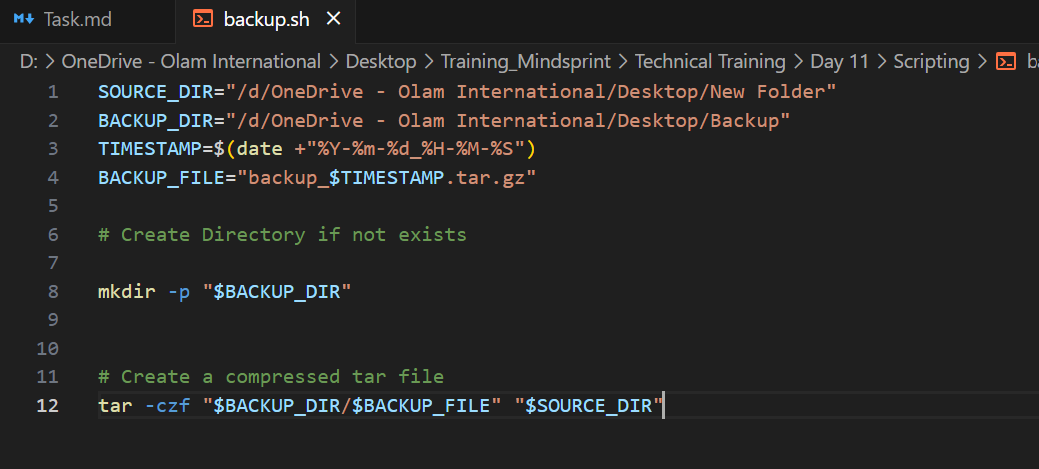 Task.md
backup.sh
D: > OneDrive - Olam International > Desktop > Training_Mindsprint > Technical Training > Day 11 > Scripting >
1 SOURCE_DIR="/d/OneDrive - Olam International/Desktop/New Folder"
2 BACKUP_DIR="/d/OneDrive - Olam International/Desktop/Backup"
3 TIMESTAMP=$(date +"%Y-%m-%d_%H-%M-%S")
4 BACKUP_FILE="backup_$TIMESTAMP.tar.gz"
5
6 # Create Directory if not exists
7
8 mkdir -p "$BACKUP_DIR"
9
10
11 # Create a compressed tar file
12 tar -czf "$BACKUP_DIR/$BACKUP_FILE" "$SOURCE_DIR"